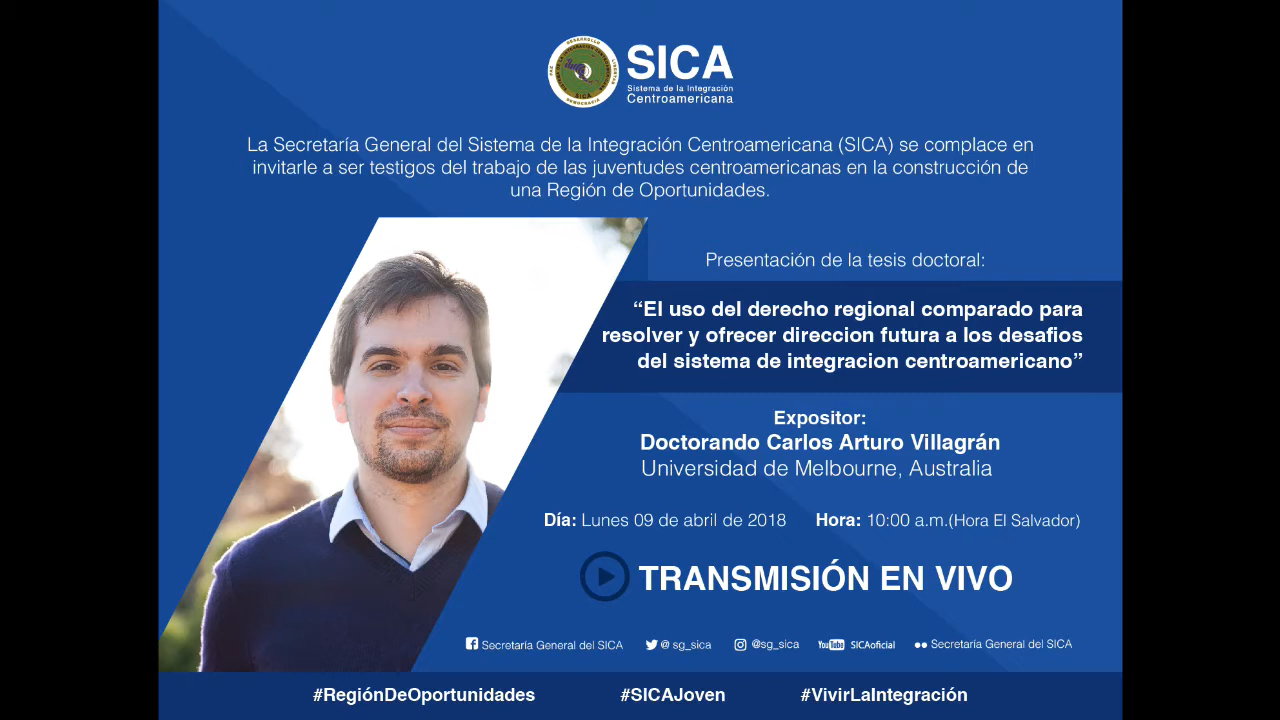 SICA
Sistema de la Integración
Centroamericana
La Secretaría General del Sistema de la Integración Centroamericana (SICA) se complace en
invitarle a ser testigos del trabajo de las juventudes centroamericanas en la construcción de
una Región de Oportunidades.
Presentación de la tesis doctoral:
“El uso del derecho regional comparado para
resolver y ofrecer direccion futura a los desafios
del sistema de integracion centroamericano”
Expositor:
Doctorando Carlos Arturo Villagrán
Universidad de Melbourne, Australia
Día: Lunes 09 de abril de 2018 Hora: 10:00 a.m.(Hora El Salvador)
TRANSMISIÓN EN VIVO
Secretaría General del SICA @ sg_sica @sg_sica YouTube SICAoficial Secretaría General del SICA
#RegiónDeOportunidades #SICAJoven #VivirLaIntegración